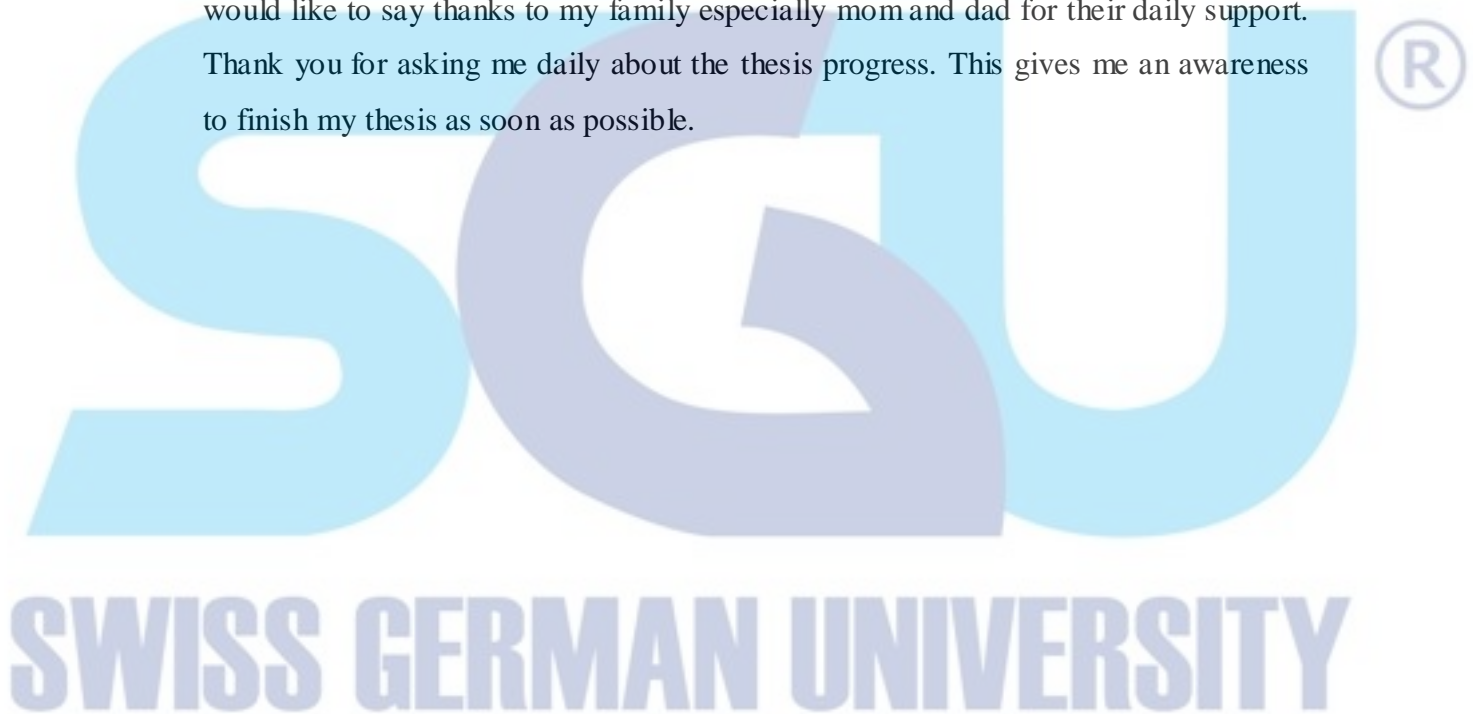 would like to say thanks to my family especially mom and dad for their daily support.
Thank you for asking me daily about the thesis progress. This gives me an awareness
to finish my thesis as soon as possible.
SGU
®
SWISS GERMAN UNIVERSITY